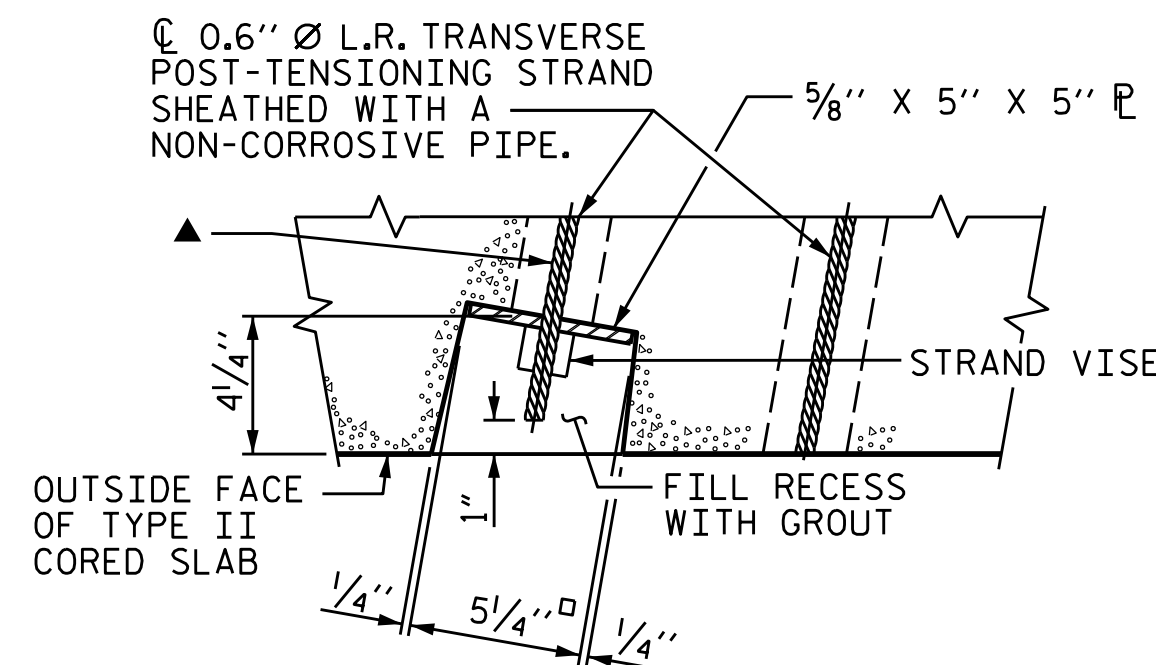 ℄ 0.6" Ø L.R. TRANSVERSE
POST-TENSIONING STRAND
SHEATHED WITH A
NON-CORROSIVE PIPE.
5/8" X 5" X 5" ⅊
▲
4 1/4"
STRAND VISE
1"
OUTSIDE FACE
OF TYPE II
CORED SLAB
FILL RECESS
WITH GROUT
1/4"
5 1/4" □
1/4"